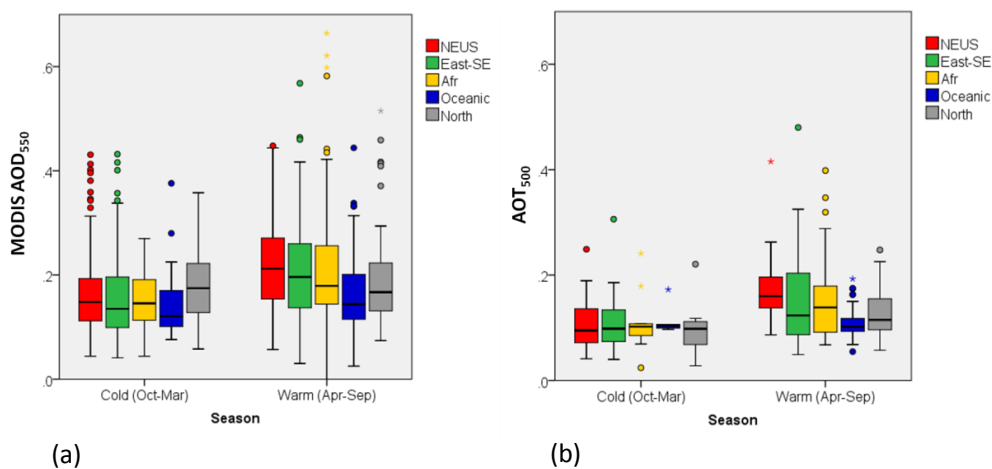 MODIS AOD550
.6
.4
.2
.0
Cold (Oct-Mar)
Warm (Apr-Sep)
Season
NEUS
East-SE
Afr
Oceanic
North
(a)
AOT500
.6
.4
.2
.0
Cold (Oct-Mar)
Warm (Apr-Sep)
Season
NEUS
East-SE
Afr
Oceanic
North
(b)